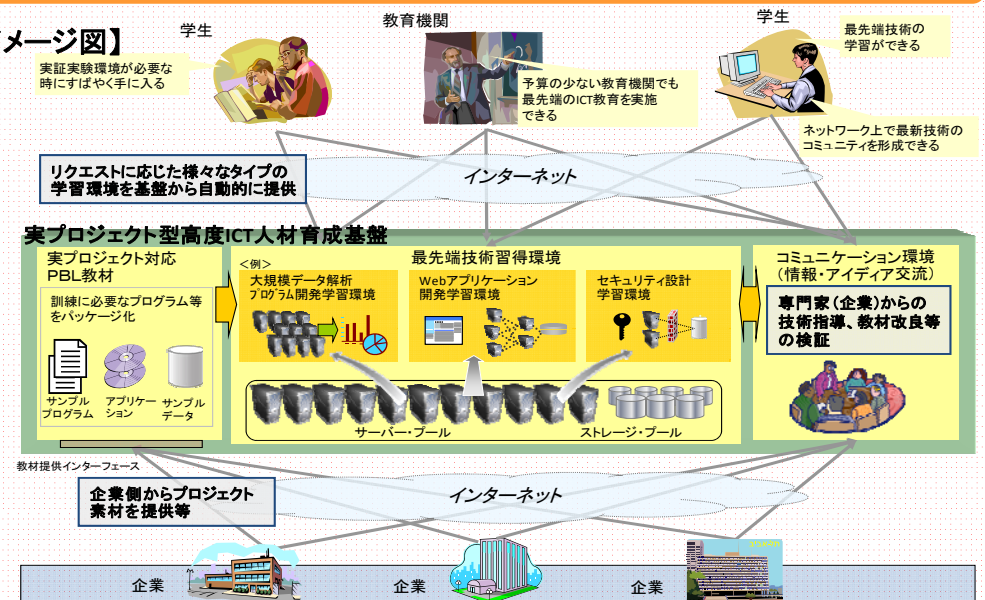 メージ図】
学生
教育機関
学生
実証実験環境が必要な
時にすばやく手に入る
予算の少ない教育機関でも
最先端のICT教育を実施
できる
最先端技術の
学習ができる
ネットワーク上で最新技術の
コミュニティを形成できる
リクエストに応じた様々なタイプの
学習環境を基盤から自動的に提供
インターネット
実プロジェクト型高度ICT人材育成基盤
実プロジェクト対応
PBL教材
訓練に必要なプログラム等
をパッケージ化
サンプル
プログラム
アプリケー
ション
サンプル
データ
<例>
最先端技術習得環境
大規模データ解析
プログラム開発学習環境
Webアプリケーション
開発学習環境
セキュリティ設計
学習環境
サーバー・プール
ストレージ・プール
コミュニケーション環境
(情報・アイディア交流)
専門家(企業)からの
技術指導、教材改良等
の検証
教材提供インターフェース
企業側からプロジェクト
素材を提供等
インターネット
企業
企業
企業